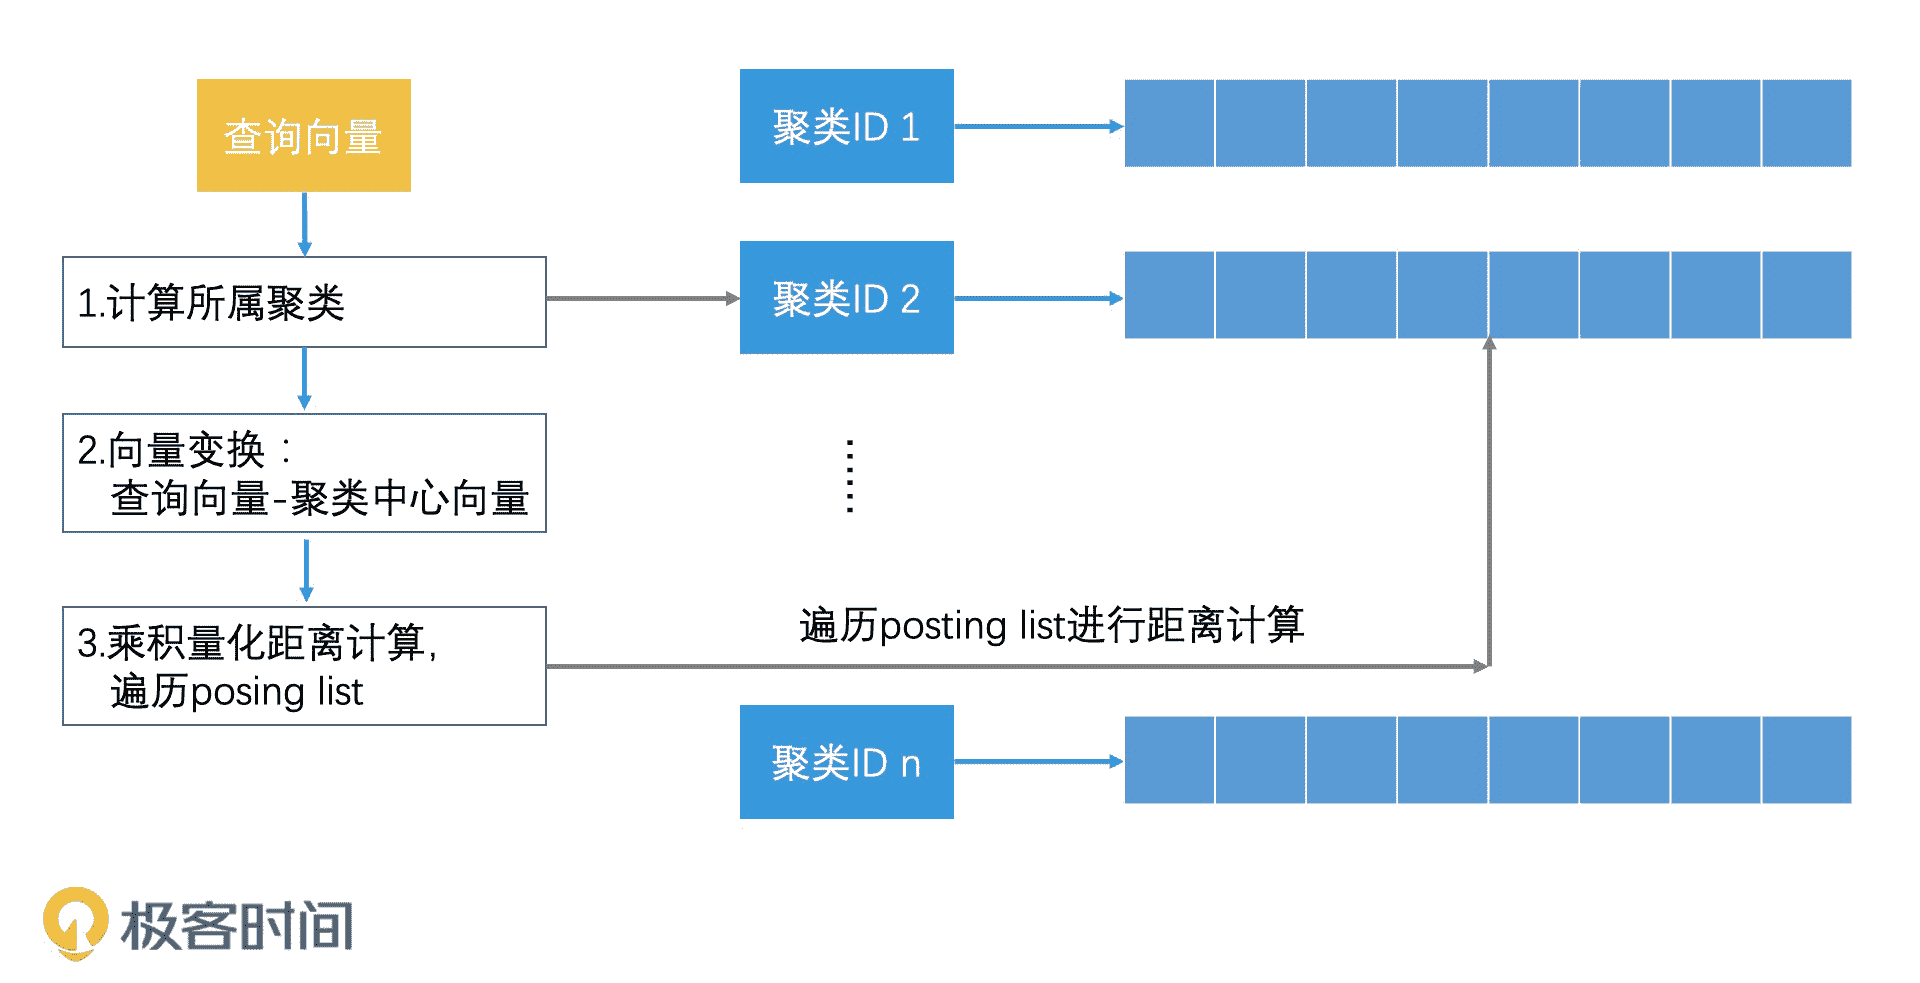 查询向量
1.计算所属聚类
2.向量变换：
查询向量-聚类中心向量
3.乘积量化距离计算,
遍历posing list
聚类ID 1
聚类ID 2
遍历posting list进行距离计算
聚类ID n
极客时间